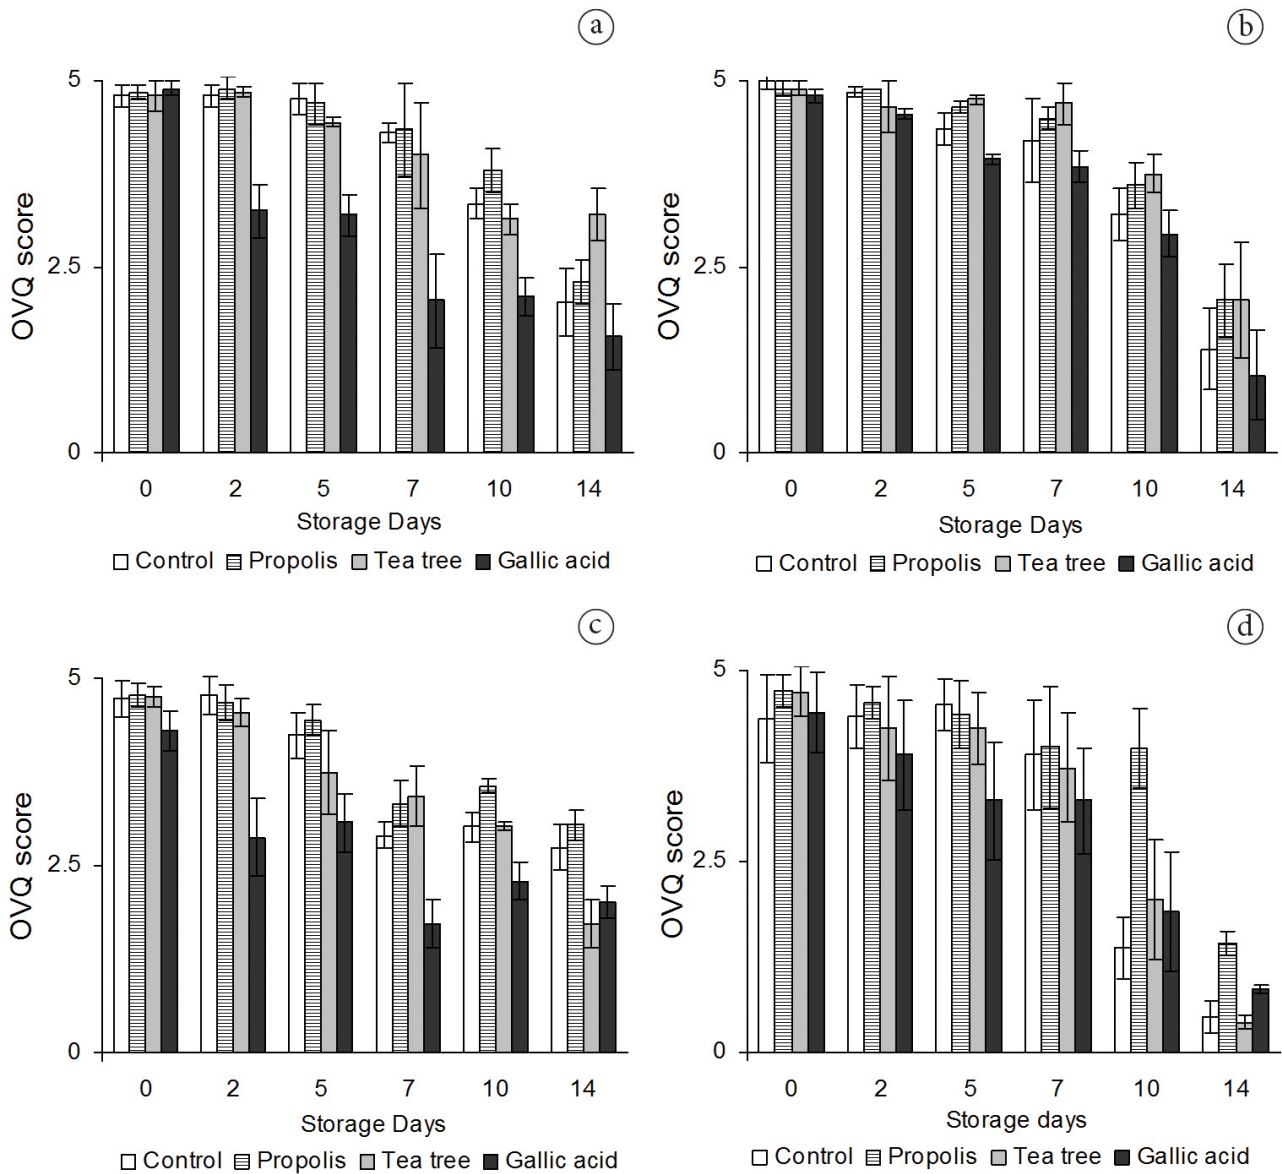 a
5
2.5
0
OVQ score
0 2 5 7 10 14
Storage Days
Control Propolis Tea tree Gallic acid
b
5
2.5
0
OVQ score
0 2 5 7 10 14
Storage Days
Control Propolis Tea tree Gallic acid
c
5
2.5
0
OVQ score
0 2 5 7 10 14
Storage Days
Control Propolis Tea tree Gallic acid
d
5
2.5
0
OVQ score
0 2 5 7 10 14
Storage days
Control Propolis Tea tree Gallic acid